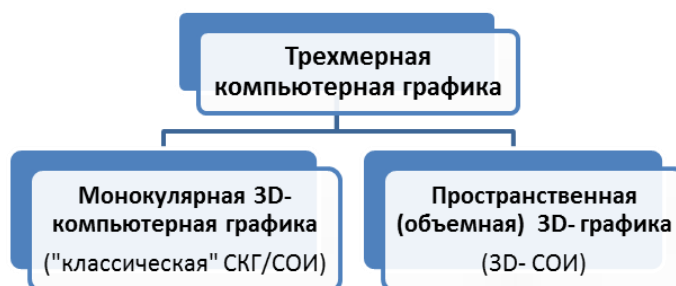 Трехмерная
компьютерная графика
Монокулярная 3D-
компьютерная графика
("классическая" СКГ/СОИ)
Пространственная
(объемная) 3D- графика
(3D- СОИ)